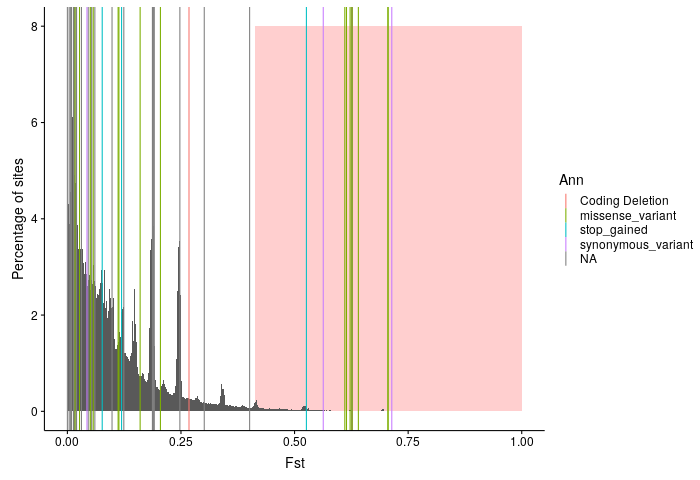 Percentage of sites
8
6
4
2
0
0.00 0.25 0.50 0.75 1.00
Fst
Ann
Coding Deletion
missense_variant
stop_gained
synonymous_variant
NA